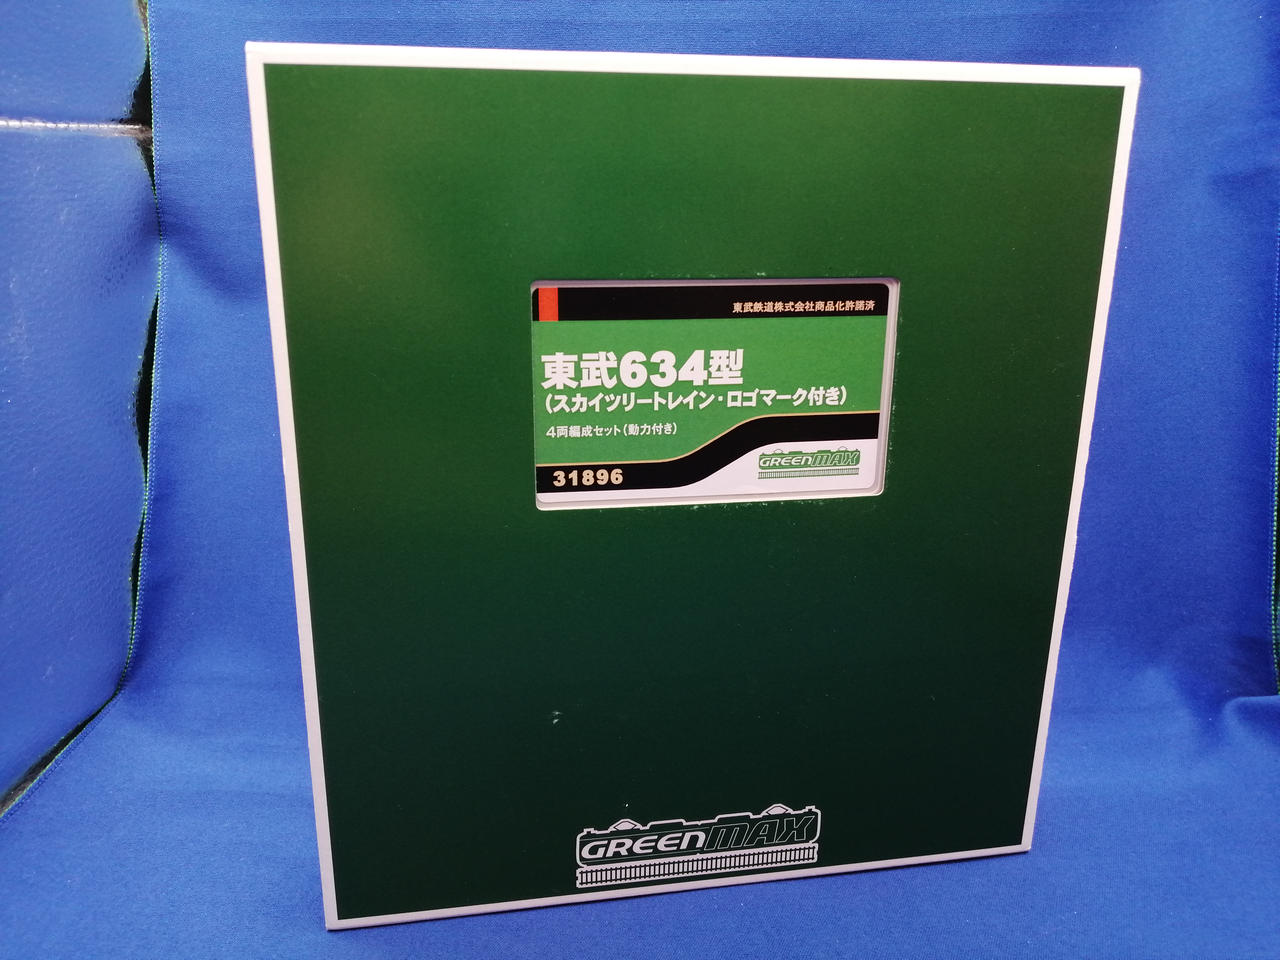 東武鉄道株式会社商品化許諾済
東武634型
(スカイツリートレイン・ロゴマーク付き)
4両編成セット(動力付き)
31896
GREENMAX
GREENMAX